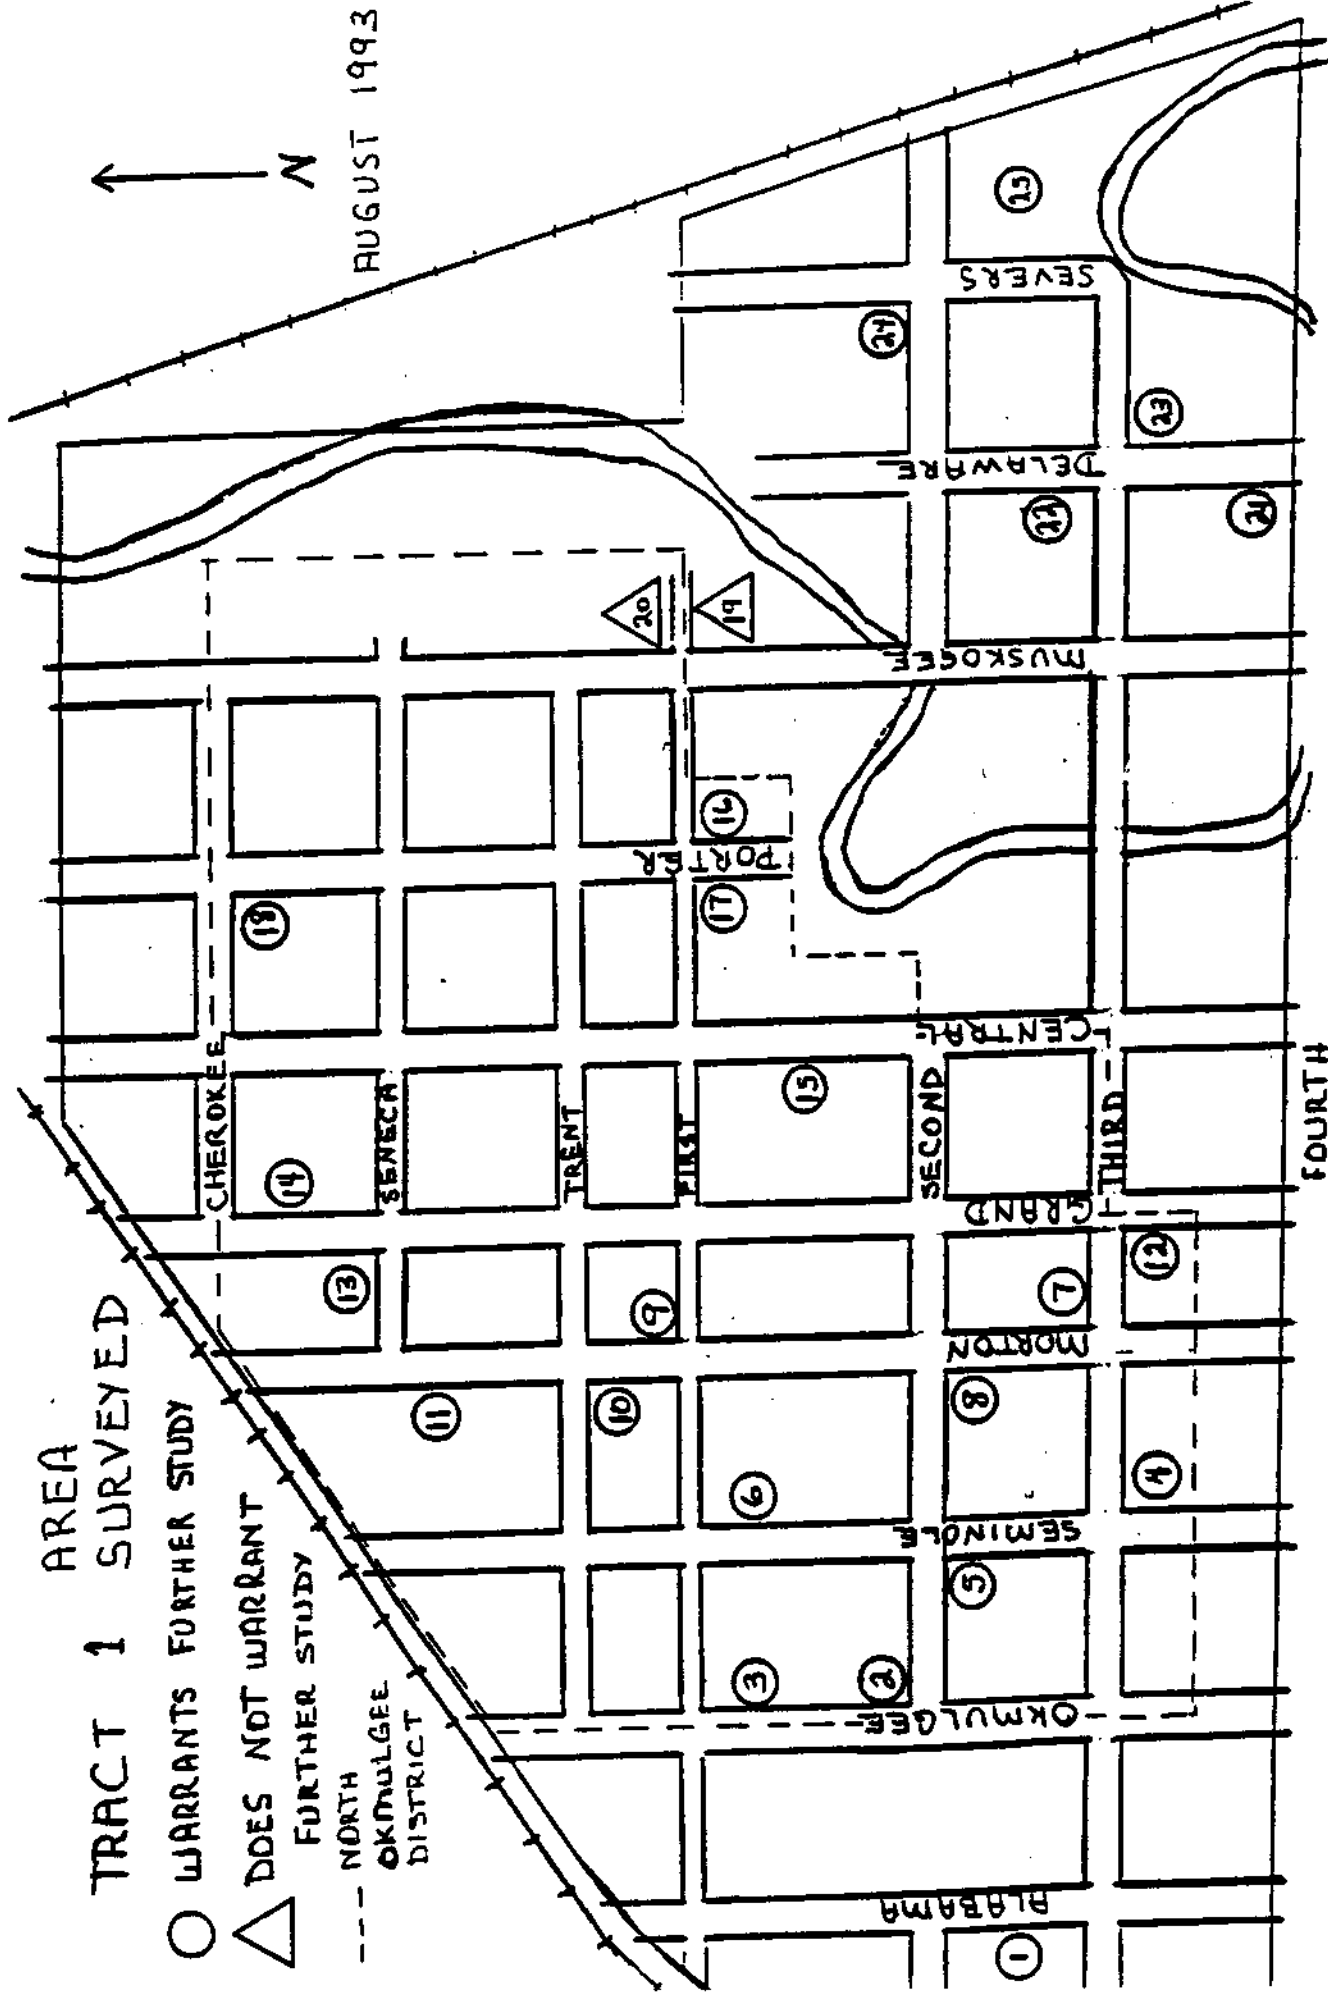 TRACT 1 AREA SURVEYED
WARRANTS FURTHER STUDY
DOES NOT WARRANT
FURTHER STUDY
--- NORTH
OKMULGEE
DISTRICT
N
AUGUST 1993
CHEROKEE
SENECA
TRENT
FIRST
SECOND
THIRD
FOURTH
ALABAMA
OKMULGEE
SEMINOLE
MORTON
GRAND
CENTRAL
PORTER
MUSKOGEE
DELAWARE
SEVERS
1
2
3
4
5
6
7
8
9
10
11
12
13
14
15
16
17
18
19
20
21
22
23
24
25